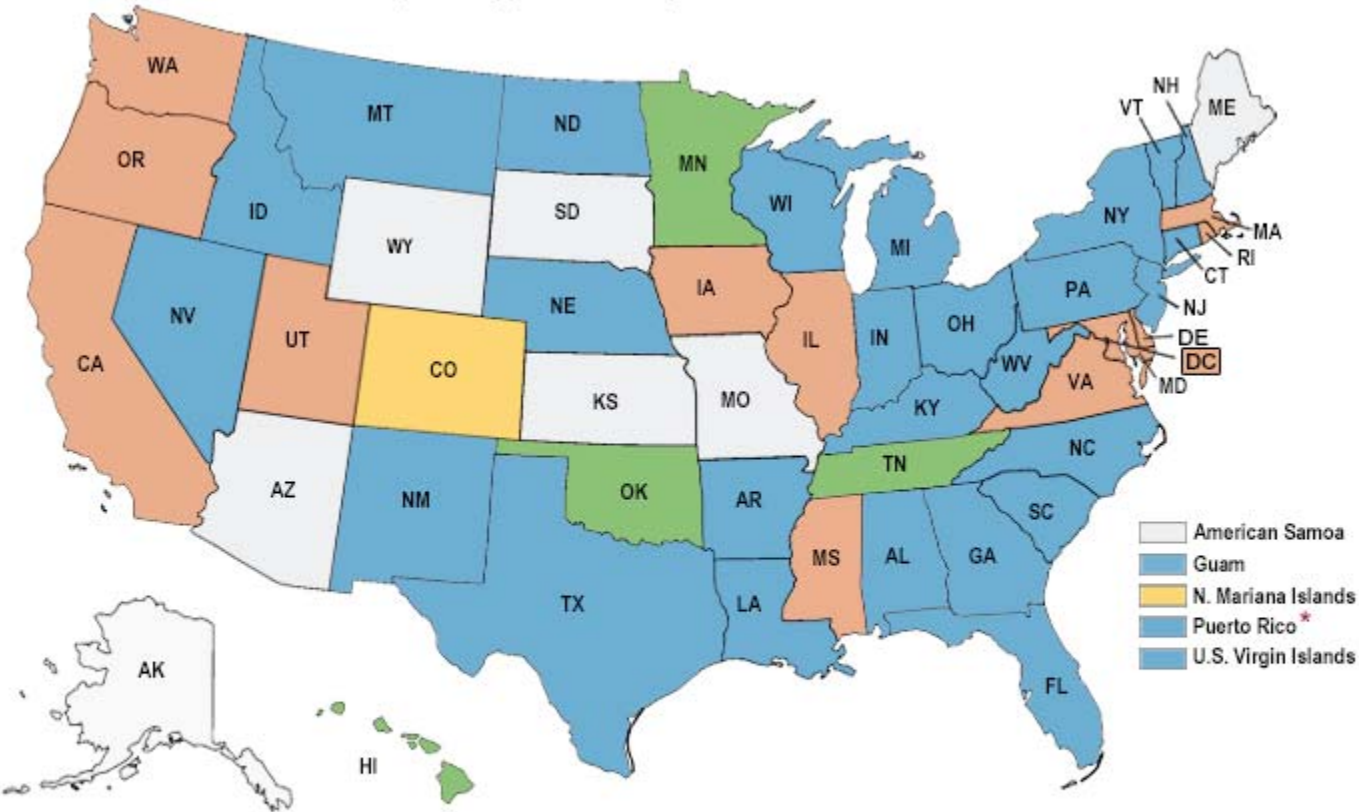 WA
MT
ND
MN
VT
NH
ME
OR
ID
SD
WI
MI
NY
MA
RI
CT
WY
NV
UT
NE
IA
PA
NJ
CA
CO
IL
IN
OH
DE
DC
MD
KS
MO
WV
VA
KY
AZ
NM
OK
AR
TN
NC
SC
MS
AL
GA
TX
LA
FL
AK
HI
American Samoa
Guam
N. Mariana Islands
Puerto Rico*
U.S. Virgin Islands